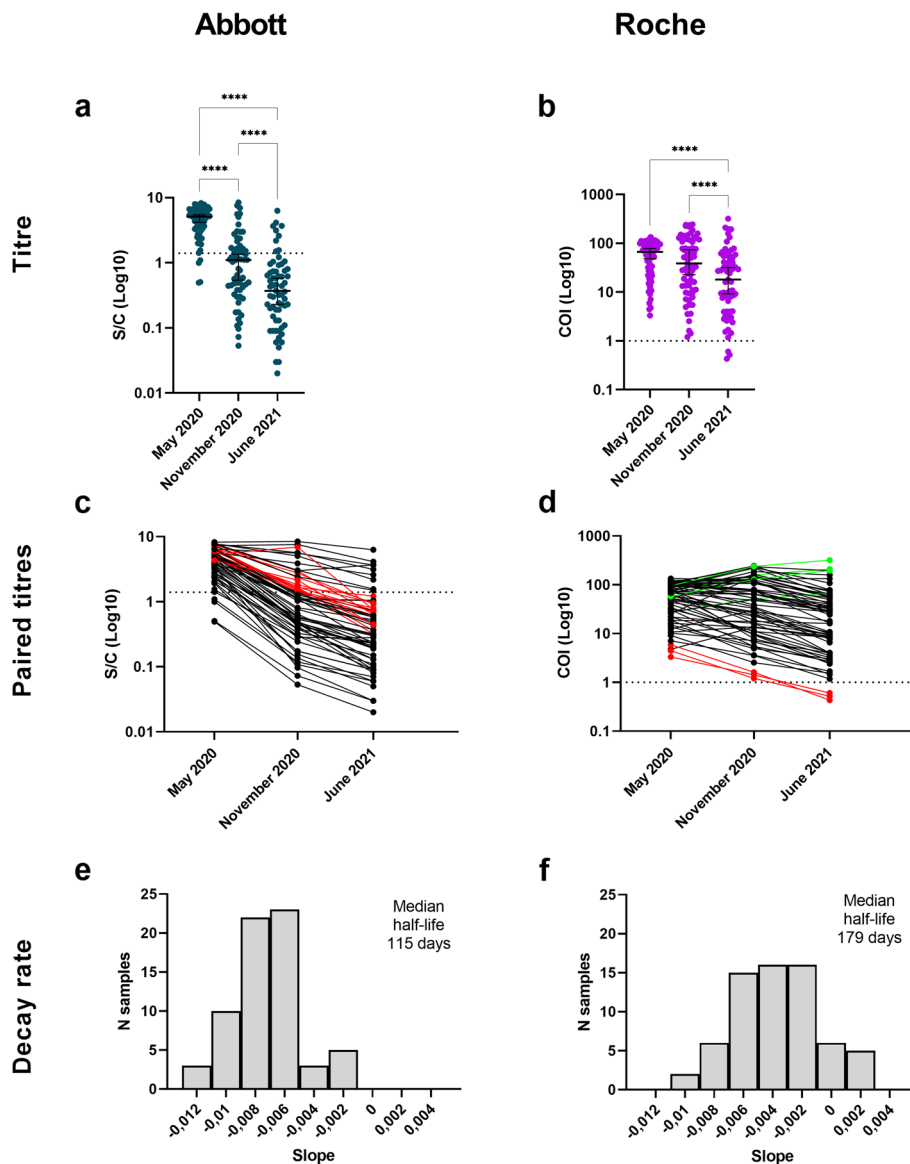 Abbott
Roche
Titre
a
****
****
****
S/C (Log10)
10
1
0.1
0.01
May 2020
November 2020
June 2021
b
****
****
COI (Log10)
1000
100
10
1
0.1
May 2020
November 2020
June 2021
Paired titres
c
S/C (Log10)
10
1
0.1
0.01
May 2020
November 2020
June 2021
d
COI (Log10)
1000
100
10
1
0.1
May 2020
November 2020
June 2021
Decay rate
e
N samples
25
20
15
10
5
0
Median
half-life
115 days
-0,012
-0,01
-0,008
-0,006
-0,004
-0,002
0
0,002
0,004
Slope
f
N samples
25
20
15
10
5
0
Median
half-life
179 days
-0,012
-0,01
-0,008
-0,006
-0,004
-0,002
0
0,002
0,004
Slope